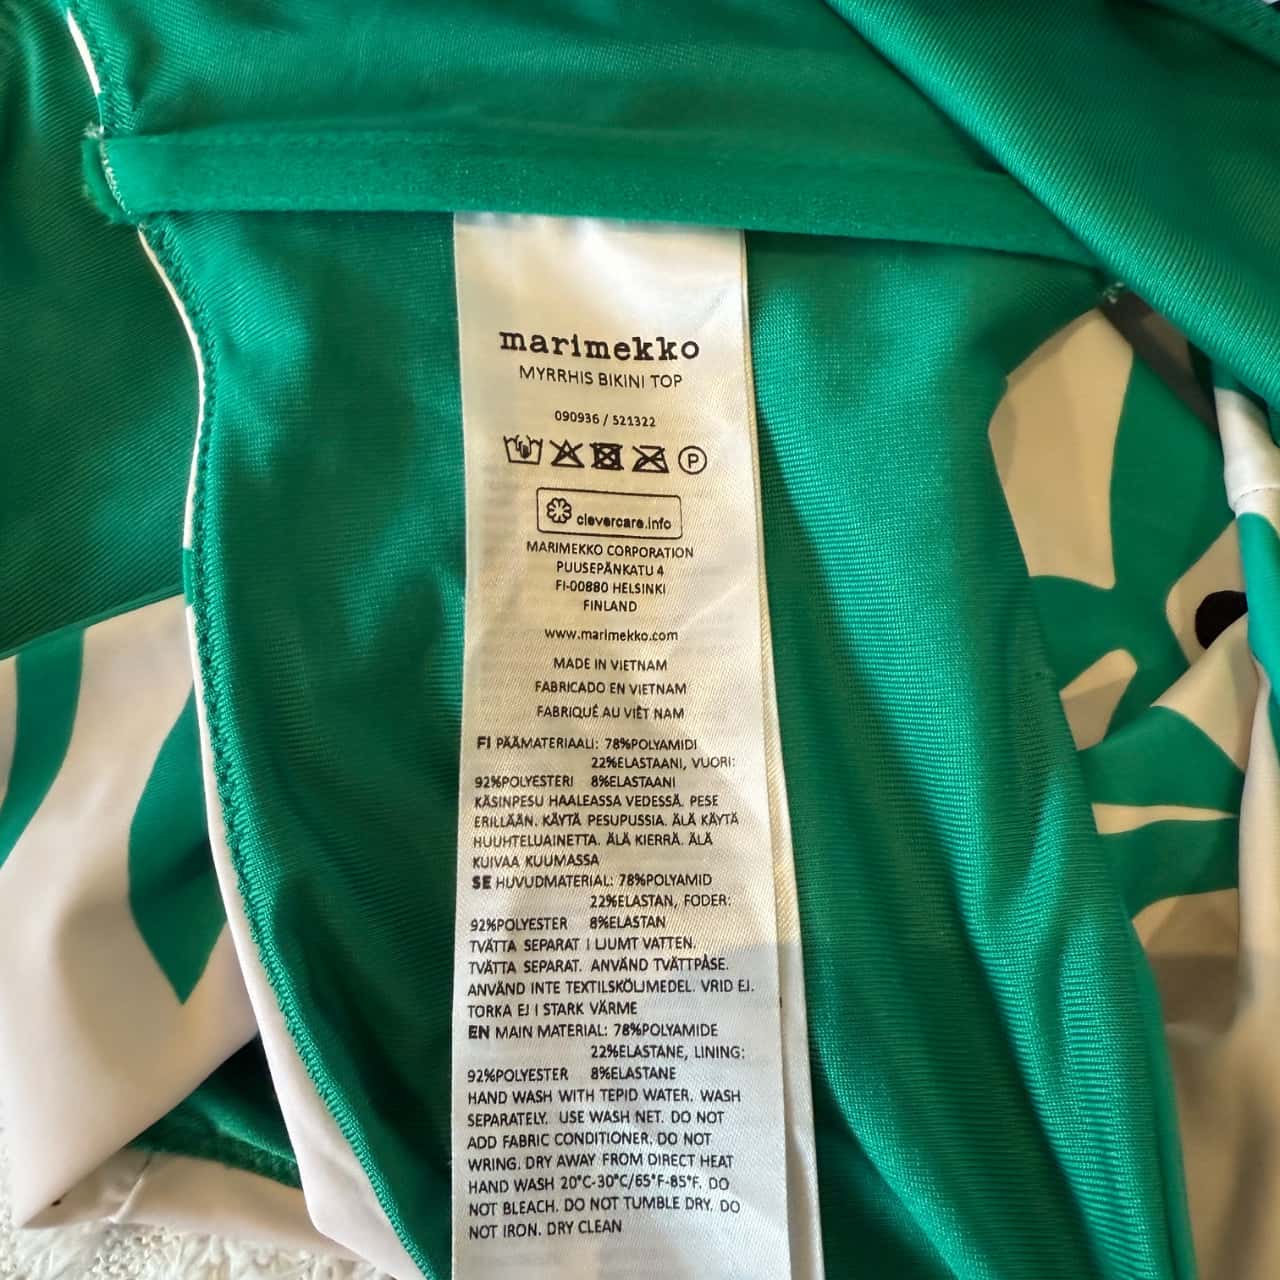 marimekko
MYRRHIS BIKINI TOP
090936 / 521322
P
clevercare.info
MARIMEKKO CORPORATION
PUUSEPÄNKATU 4
FI-00880 HELSINKI
FINLAND
www.marimekko.com
MADE IN VIETNAM
FABRICADO EN VIETNAM
FABRIQUÉ AU VIÊT NAM
FI PÄÄMATERIAALI: 78%POLYAMIDI
22%ELASTAANI, VUORI:
92%POLYESTERI 8%ELASTAANI
KÄSINPESU HAALEASSA VEDESSÄ. PESE
ERILLÄÄN. KÄYTÄ PESUPUSSIA. ÄLÄ KÄYTÄ
HUUHTELUAINETTA. ÄLÄ KIERRÄ. ÄLÄ
KUIVAA KUUMASSA
SE HUVUDMATERIAL: 78%POLYAMID
22%ELASTAN, FODER:
92%POLYESTER 8%ELASTAN
TVÄTTA SEPARAT I LJUMT VATTEN.
TVÄTTA SEPARAT. ANVÄND TVÄTTPÅSE.
ANVÄND INTE TEXTILSKÖLJMEDEL. VRID EJ.
TORKA EJ I STARK VÄRME
EN MAIN MATERIAL: 78%POLYAMIDE
22%ELASTANE, LINING:
92%POLYESTER 8%ELASTANE
HAND WASH WITH TEPID WATER. WASH
SEPARATELY. USE WASH NET. DO NOT
ADD FABRIC CONDITIONER. DO NOT
WRING. DRY AWAY FROM DIRECT HEAT
HAND WASH 20°C-30°C/65°F-85°F. DO
NOT BLEACH. DO NOT TUMBLE DRY. DO
NOT IRON. DRY CLEAN